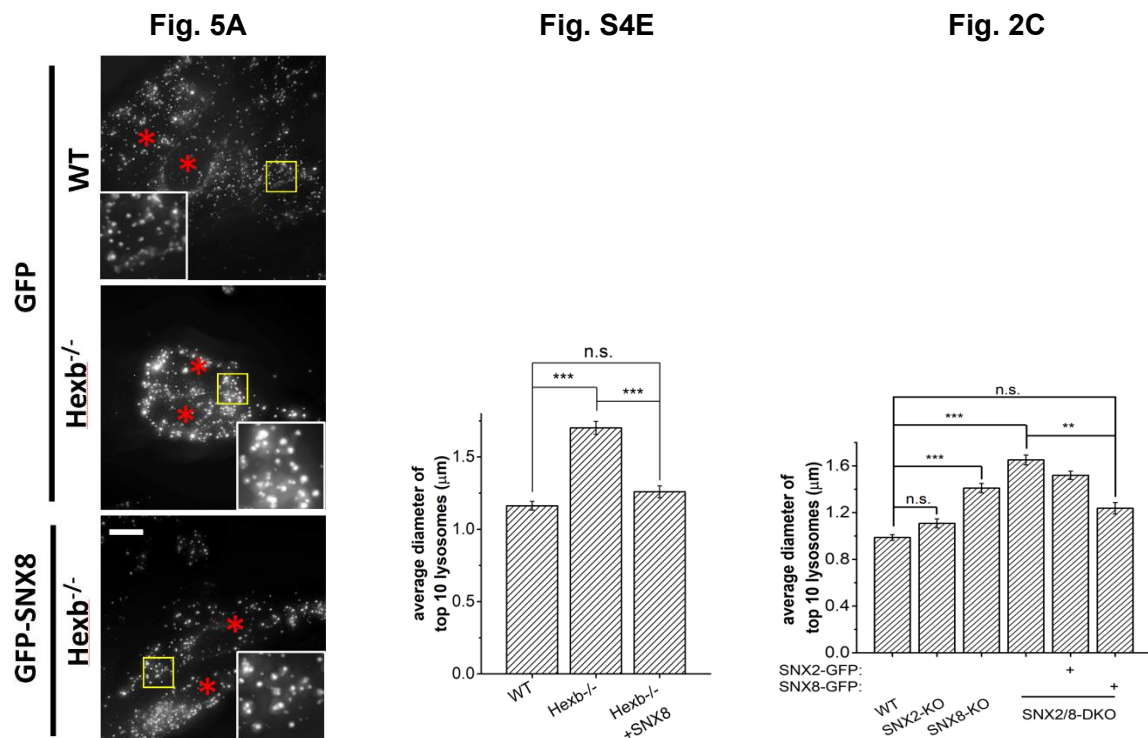 Fig. 5A
Fig. S4E
Fig. 2C
GFP
WT
Hexb-/-
GFP-SNX8
Hexb-/-
*
*
*
*
*
*
n.s.
***
***
average diameter of
top 10 lysosomes (μm)
1.5
1.0
0.5
0.0
WT
Hexb-/-
Hexb-/-
+SNX8
n.s.
***
**
***
n.s.
average diameter of
top 10 lysosomes (μm)
1.6
1.2
0.8
0.4
0.0
SNX2-GFP: +
SNX8-GFP: +
WT
SNX2-KO
SNX8-KO
SNX2/8-DKO